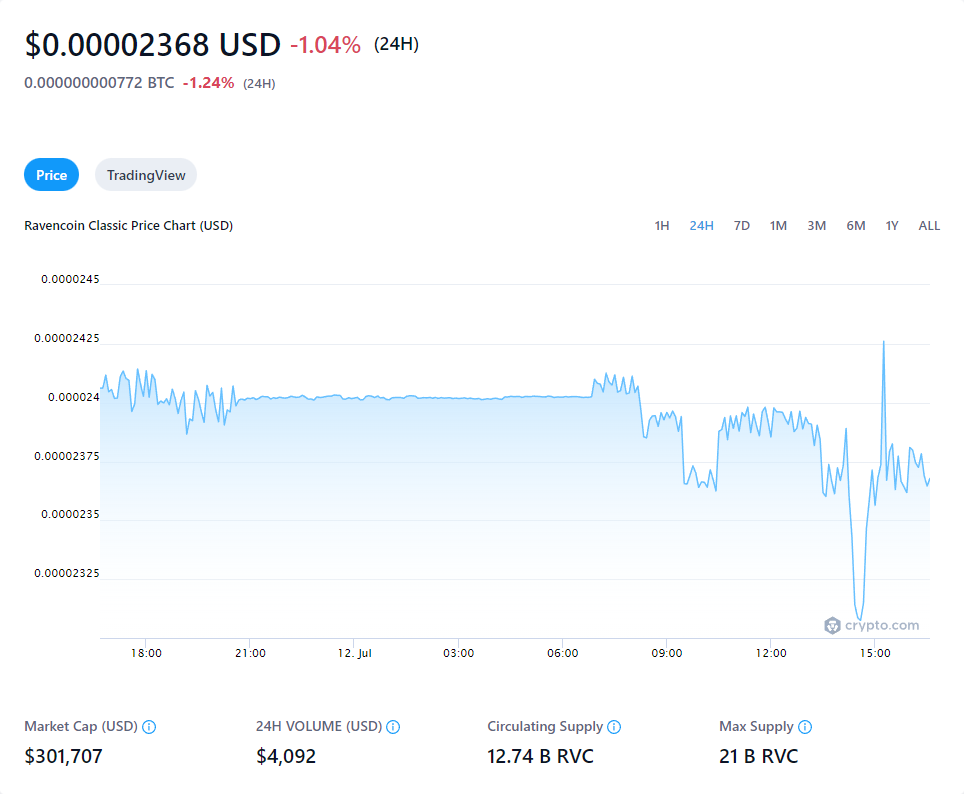 $0.00002368 USD -1.04% (24H)
0.000000000772 BTC -1.24% (24H)
Price TradingView
Ravencoin Classic Price Chart (USD) 1H 24H 7D 1M 3M 6M 1Y ALL
0.0000245
0.00002425
0.000024
0.00002375
0.0000235
0.00002325
crypto.com
18:00 21:00 12. Jul 03:00 06:00 09:00 12:00 15:00
Market Cap (USD) 24H VOLUME (USD) Circulating Supply Max Supply
$301,707 $4,092 12.74 B RVC 21 B RVC